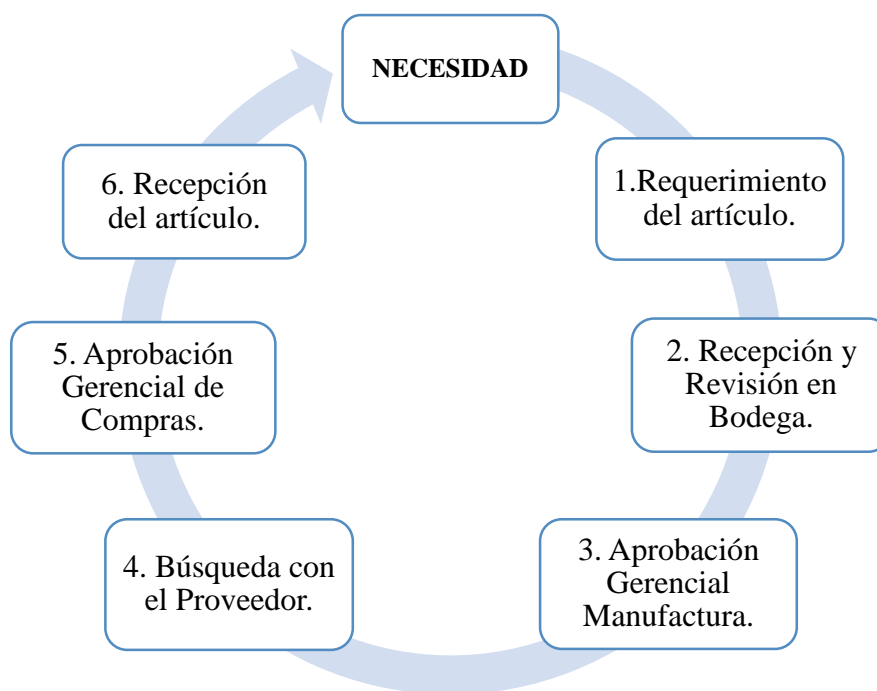 NECESIDAD
1.Requerimiento
del artículo.
2. Recepción y
Revisión en
Bodega.
3. Aprobación
Gerencial
Manufactura.
4. Búsqueda con
el Proveedor.
5. Aprobación
Gerencial de
Compras.
6. Recepción
del artículo.